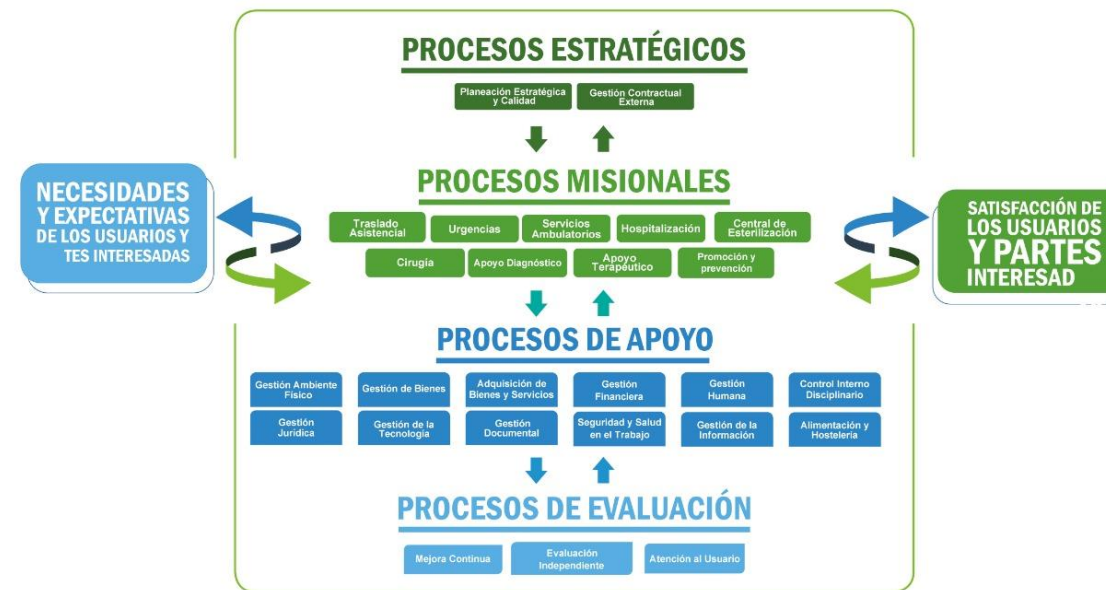 PROCESOS ESTRATÉGICOS
Planeación Estratégica
y Calidad
Gestión Contractual
Externa
NECESIDADES
Y EXPECTATIVAS
DE LOS USUARIOS Y
TES INTERESADAS
PROCESOS MISIONALES
Traslado
Asistencial
Urgencias
Servicios
Ambulatorios
Hospitalización
Central de
Esterilización
Cirugía
Apoyo Diagnóstico
Apoyo
Terapéutico
Promoción y
prevención
SATISFACCIÓN DE
LOS USUARIOS
Y PARTES
INTERESAD
PROCESOS DE APOYO
Gestión Ambiente
Físico
Gestión de Bienes
Adquisición de
Bienes y Servicios
Gestión
Financiera
Gestión
Humana
Control Interno
Disciplinario
Gestión
Jurídica
Gestión de la
Tecnología
Gestión
Documental
Seguridad y Salud
en el Trabajo
Gestión de la
Información
Alimentación y
Hostelería
PROCESOS DE EVALUACIÓN
Mejora Continua
Evaluación
Independiente
Atención al Usuario